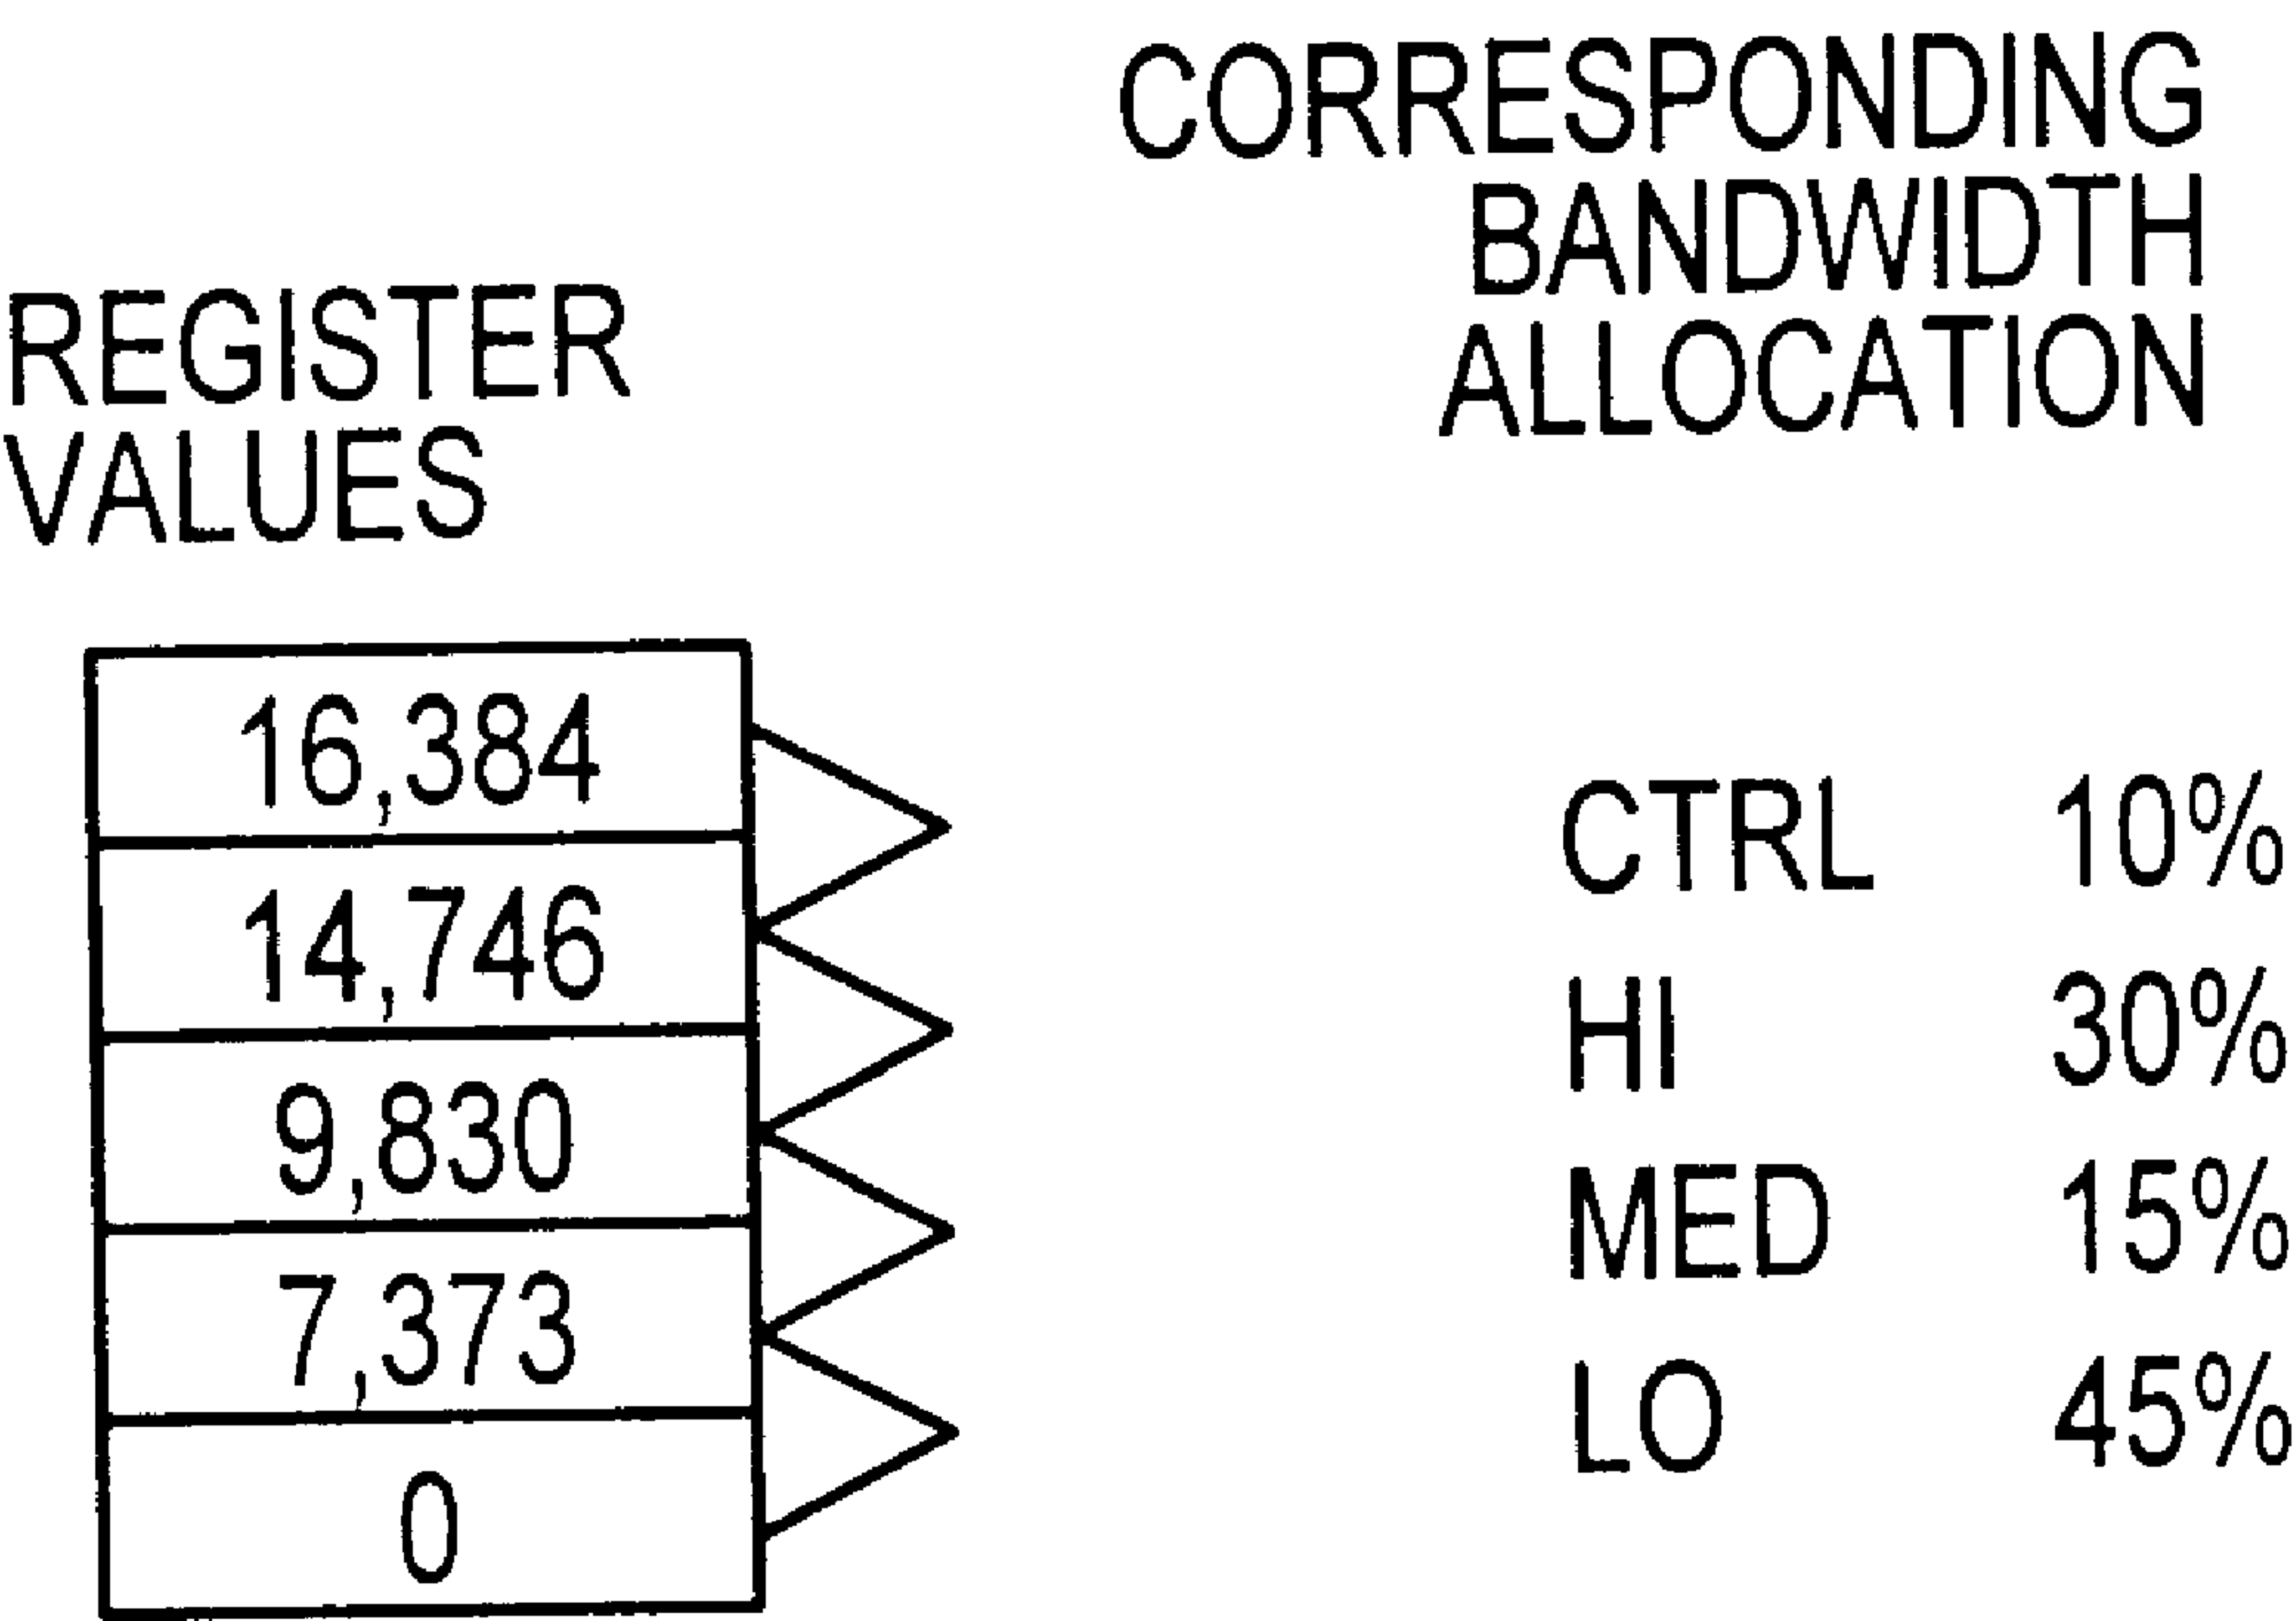 CORRESPONDING
BANDWIDTH
ALLOCATION
REGISTER
VALUES
16,384
14,746
9,830
7,373
0
CTRL 10%
HI 30%
MED 15%
LO 45%